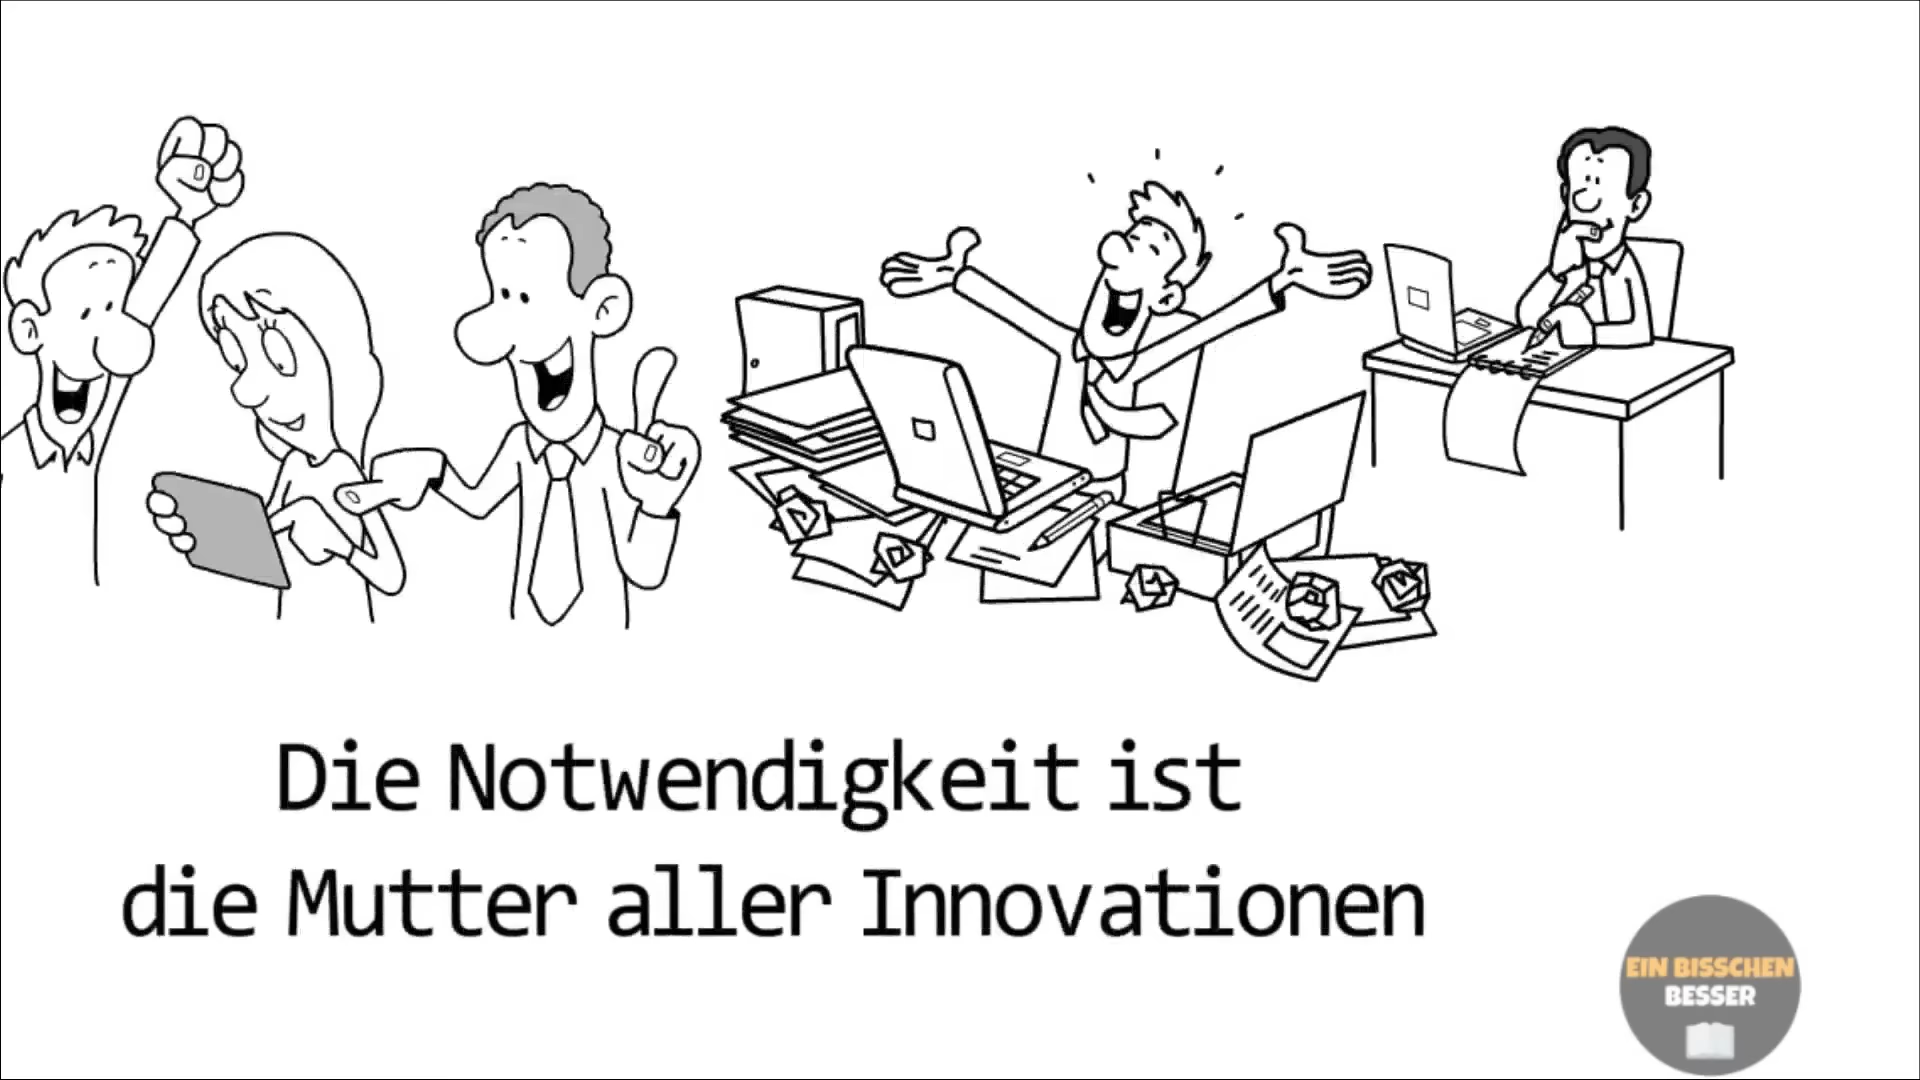 Die Notwendigkeit ist
die Mutter aller Innovationen
EIN BISSCHEN
BESSER